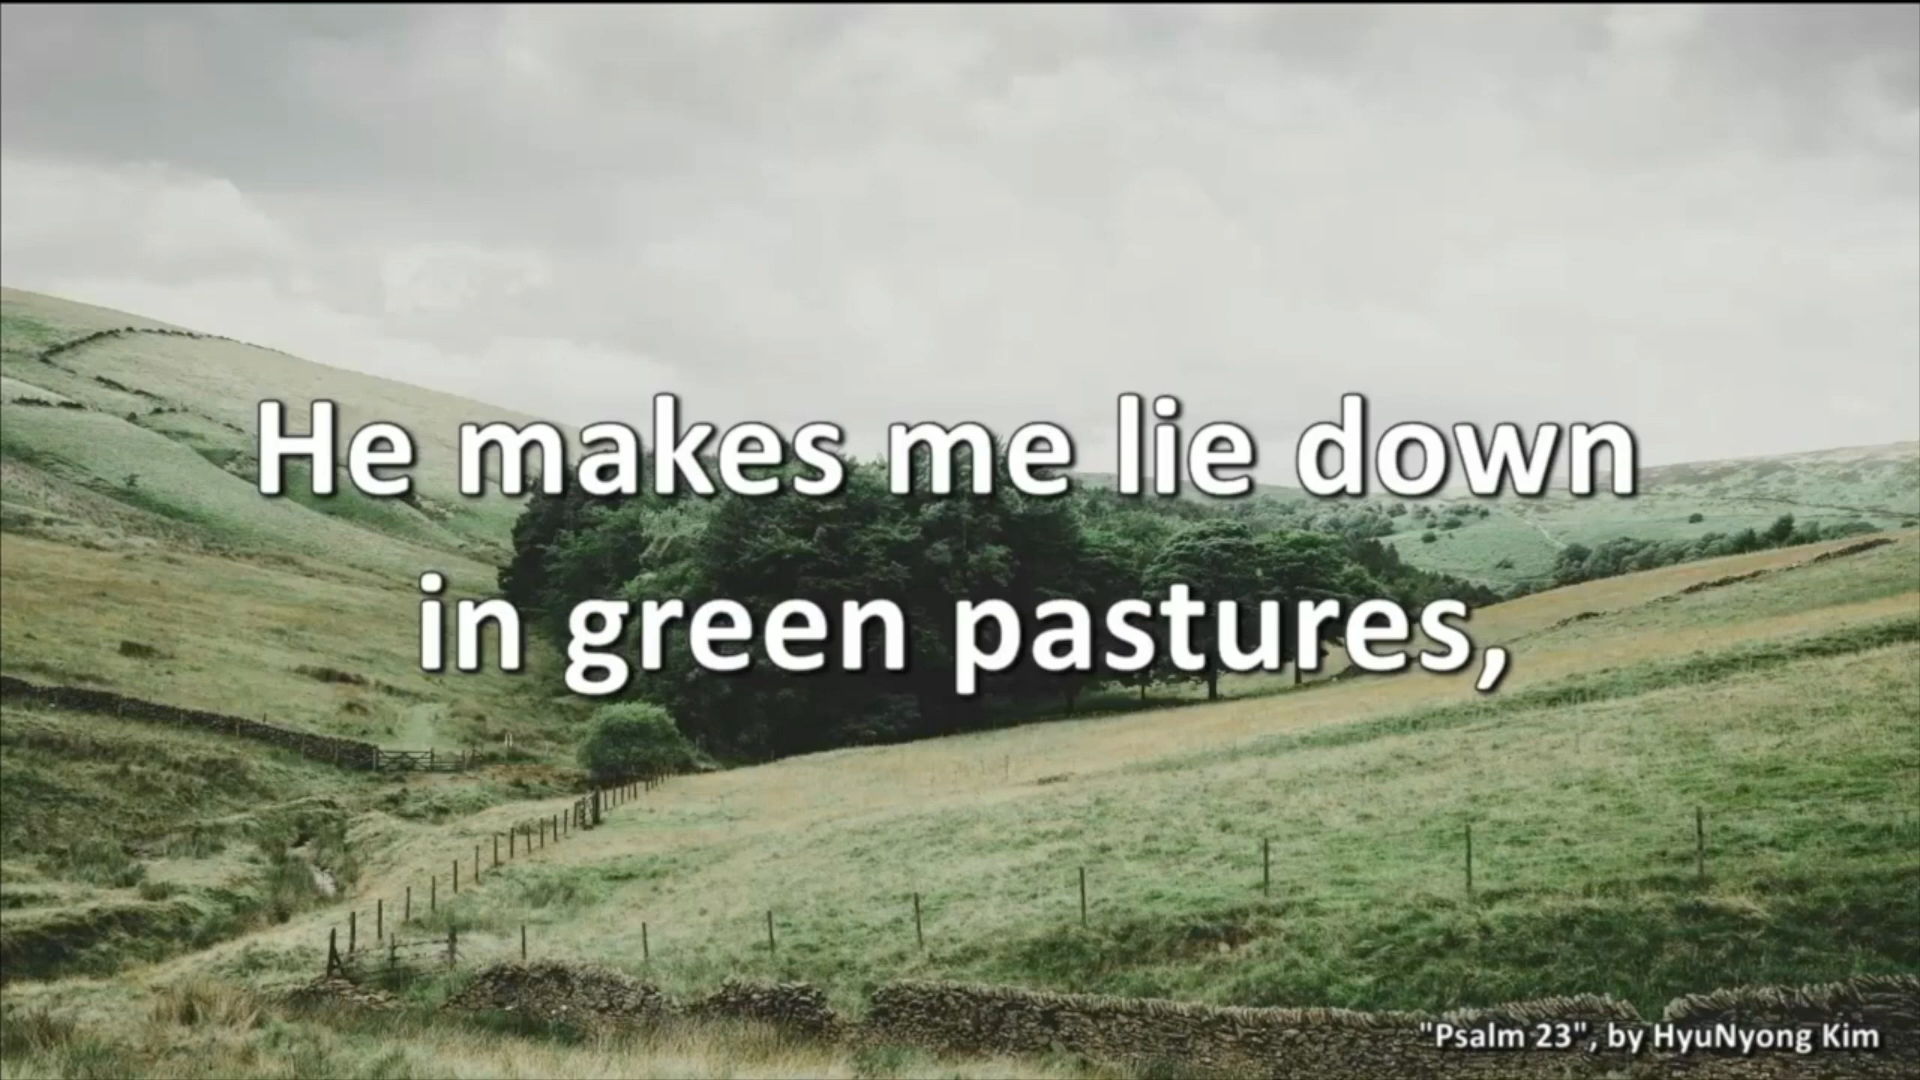 He makes me lie down
in green pastures,
"Psalm 23", by HyuNyong Kim